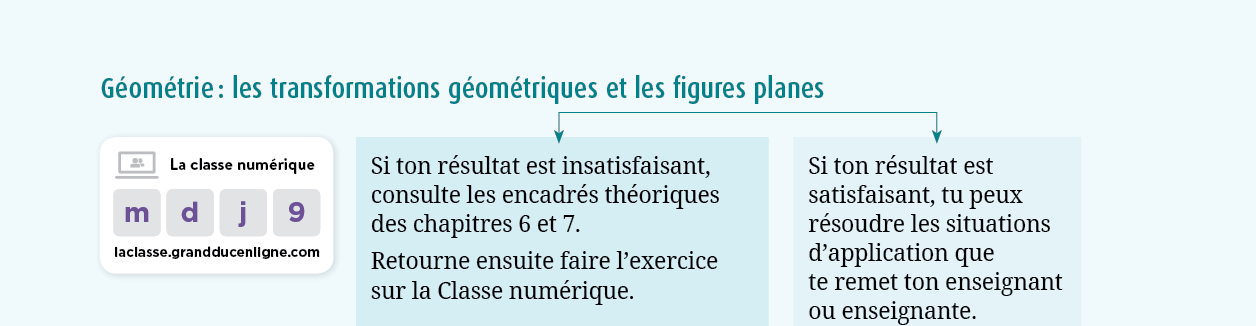 Géométrie : les transformations géométriques et les figures planes
La classe numérique
m d j 9
laclasse.grandducenligne.com
Si ton résultat est insatisfaisant,
consulte les encadrés théoriques
des chapitres 6 et 7.
Retourne ensuite faire l’exercice
sur la Classe numérique.
Si ton résultat est
satisfaisant, tu peux
résoudre les situations
d’application que
te remet ton enseignant
ou enseignante.